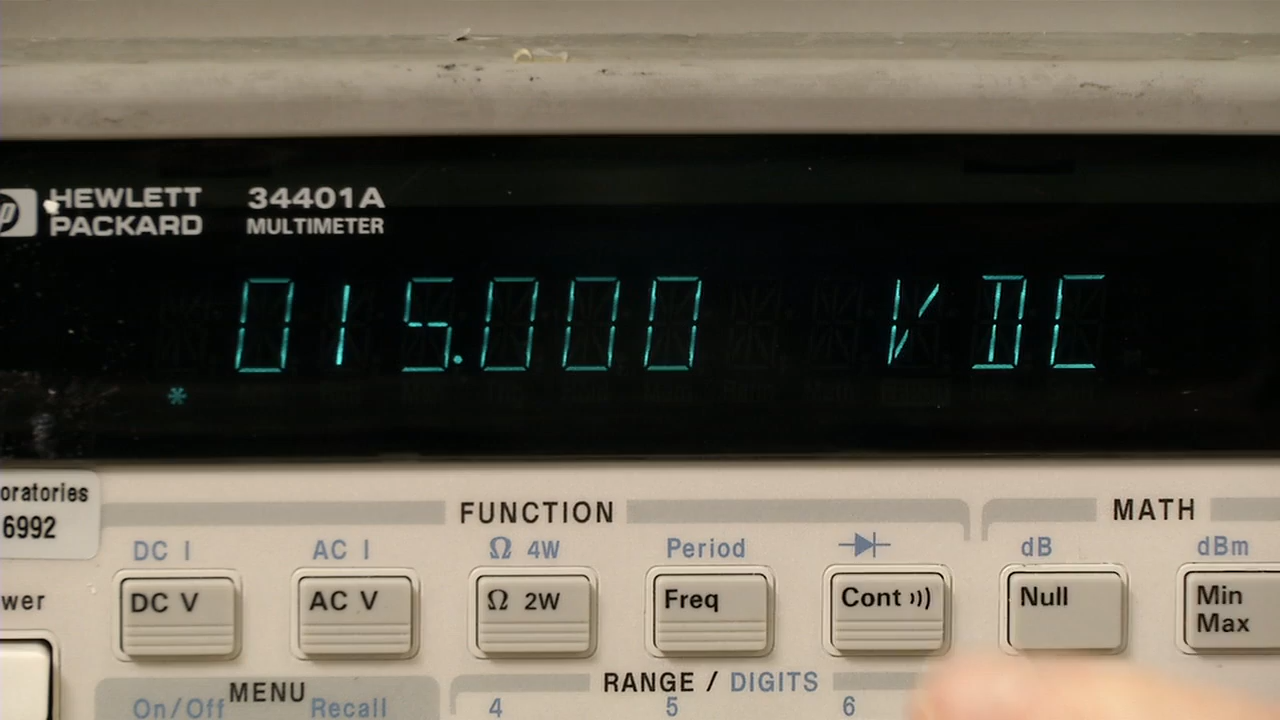 hp HEWLETT PACKARD
34401A
MULTIMETER
015.000 VDC
*
oratories
6992
FUNCTION
MATH
DC I
AC I
Ω 4W
Period
dB
dBm
DC V
AC V
Ω 2W
Freq
Cont
Null
Min
Max
wer
MENU
RANGE / DIGITS
On/Off
Recall
4
5
6